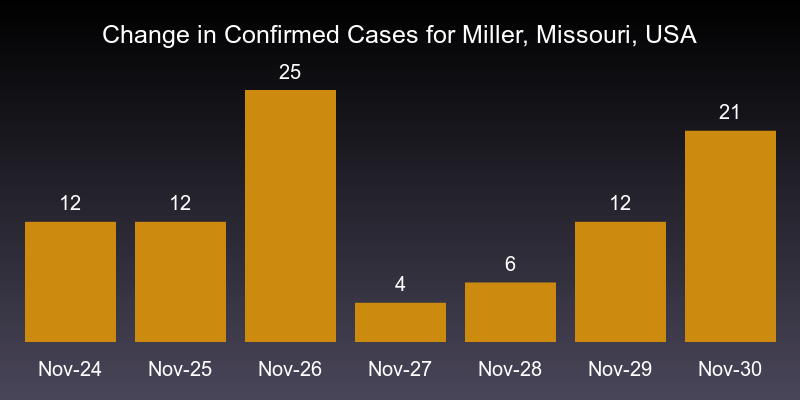 Change in Confirmed Cases for Miller, Missouri, USA
25
21
12 12 12
6
4
Nov-24 Nov-25 Nov-26 Nov-27 Nov-28 Nov-29 Nov-30